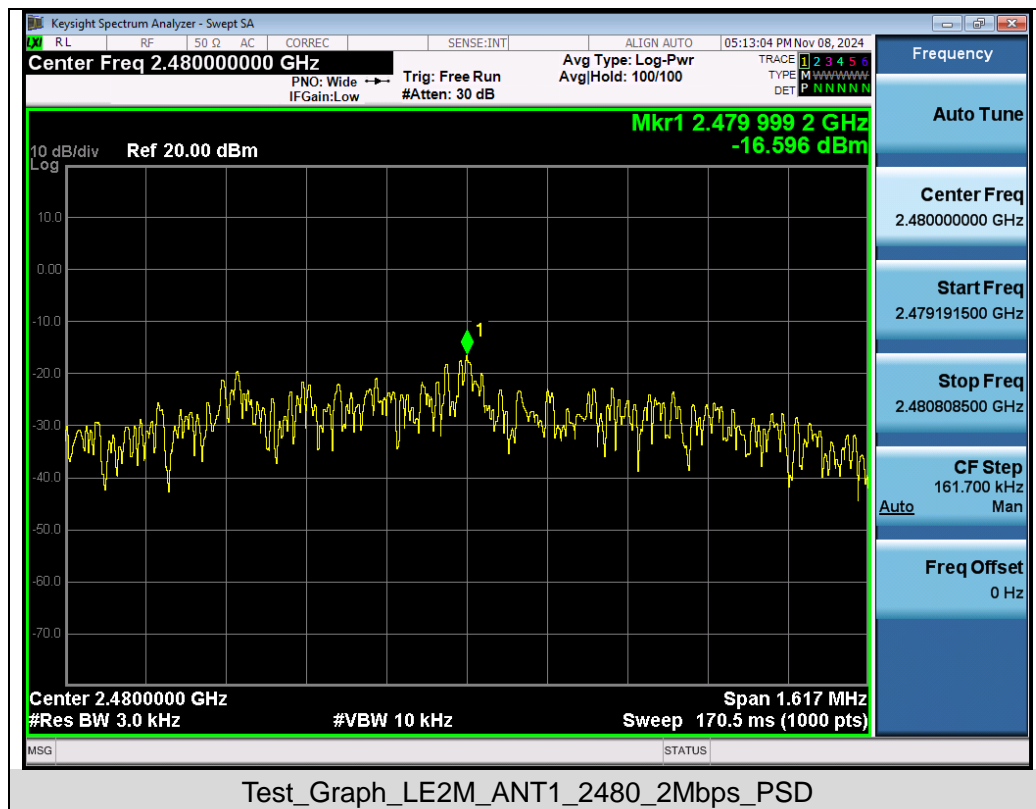 Keysight Spectrum Analyzer - Swept SA
LXI RL RF 50 Ω AC CORREC SENSE:INT ALIGN AUTO 05:13:04 PM Nov 08, 2024
Center Freq 2.480000000 GHz
PNO: Wide
IFGain:Low
Trig: Free Run
#Atten: 30 dB
Avg Type: Log-Pwr
Avg|Hold: 100/100
TRACE 1 2 3 4 5 6
TYPE M WWWWW
DET P N N N N N
Mkr1 2.479 999 2 GHz
-16.596 dBm
10 dB/div Ref 20.00 dBm
Log
10.0
0.00
-10.0
1
-20.0
-30.0
-40.0
-50.0
-60.0
-70.0
Center 2.4800000 GHz Span 1.617 MHz
#Res BW 3.0 kHz #VBW 10 kHz Sweep 170.5 ms (1000 pts)
MSG STATUS
Frequency
Auto Tune
Center Freq
2.480000000 GHz
Start Freq
2.479191500 GHz
Stop Freq
2.480808500 GHz
CF Step
161.700 kHz
Auto Man
Freq Offset
0 Hz
Test_Graph_LE2M_ANT1_2480_2Mbps_PSD